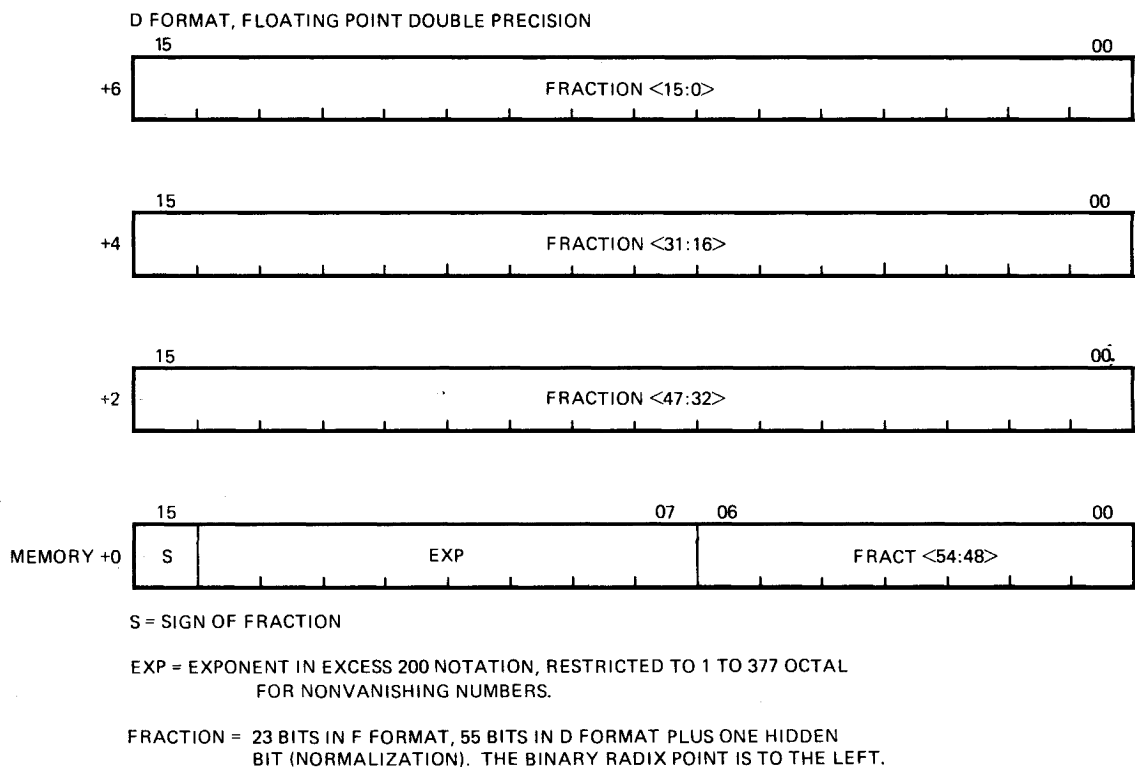 D FORMAT, FLOATING POINT DOUBLE PRECISION
15 00
+6 FRACTION <15:0>
15 00
+4 FRACTION <31:16>
15 00
+2 FRACTION <47:32>
15 07 06 00
MEMORY +0 S EXP FRACT <54:48>
S = SIGN OF FRACTION
EXP = EXPONENT IN EXCESS 200 NOTATION, RESTRICTED TO 1 TO 377 OCTAL
FOR NONVANISHING NUMBERS.
FRACTION = 23 BITS IN F FORMAT, 55 BITS IN D FORMAT PLUS ONE HIDDEN
BIT (NORMALIZATION). THE BINARY RADIX POINT IS TO THE LEFT.